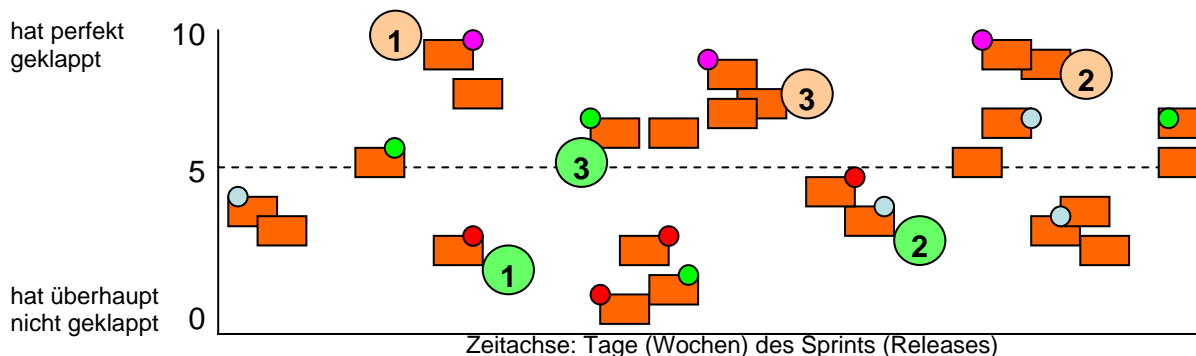 hat perfekt
geklappt
10
1
3
2
5
3
1
2
hat überhaupt
nicht geklappt
0
Zeitachse: Tage (Wochen) des Sprints (Releases)